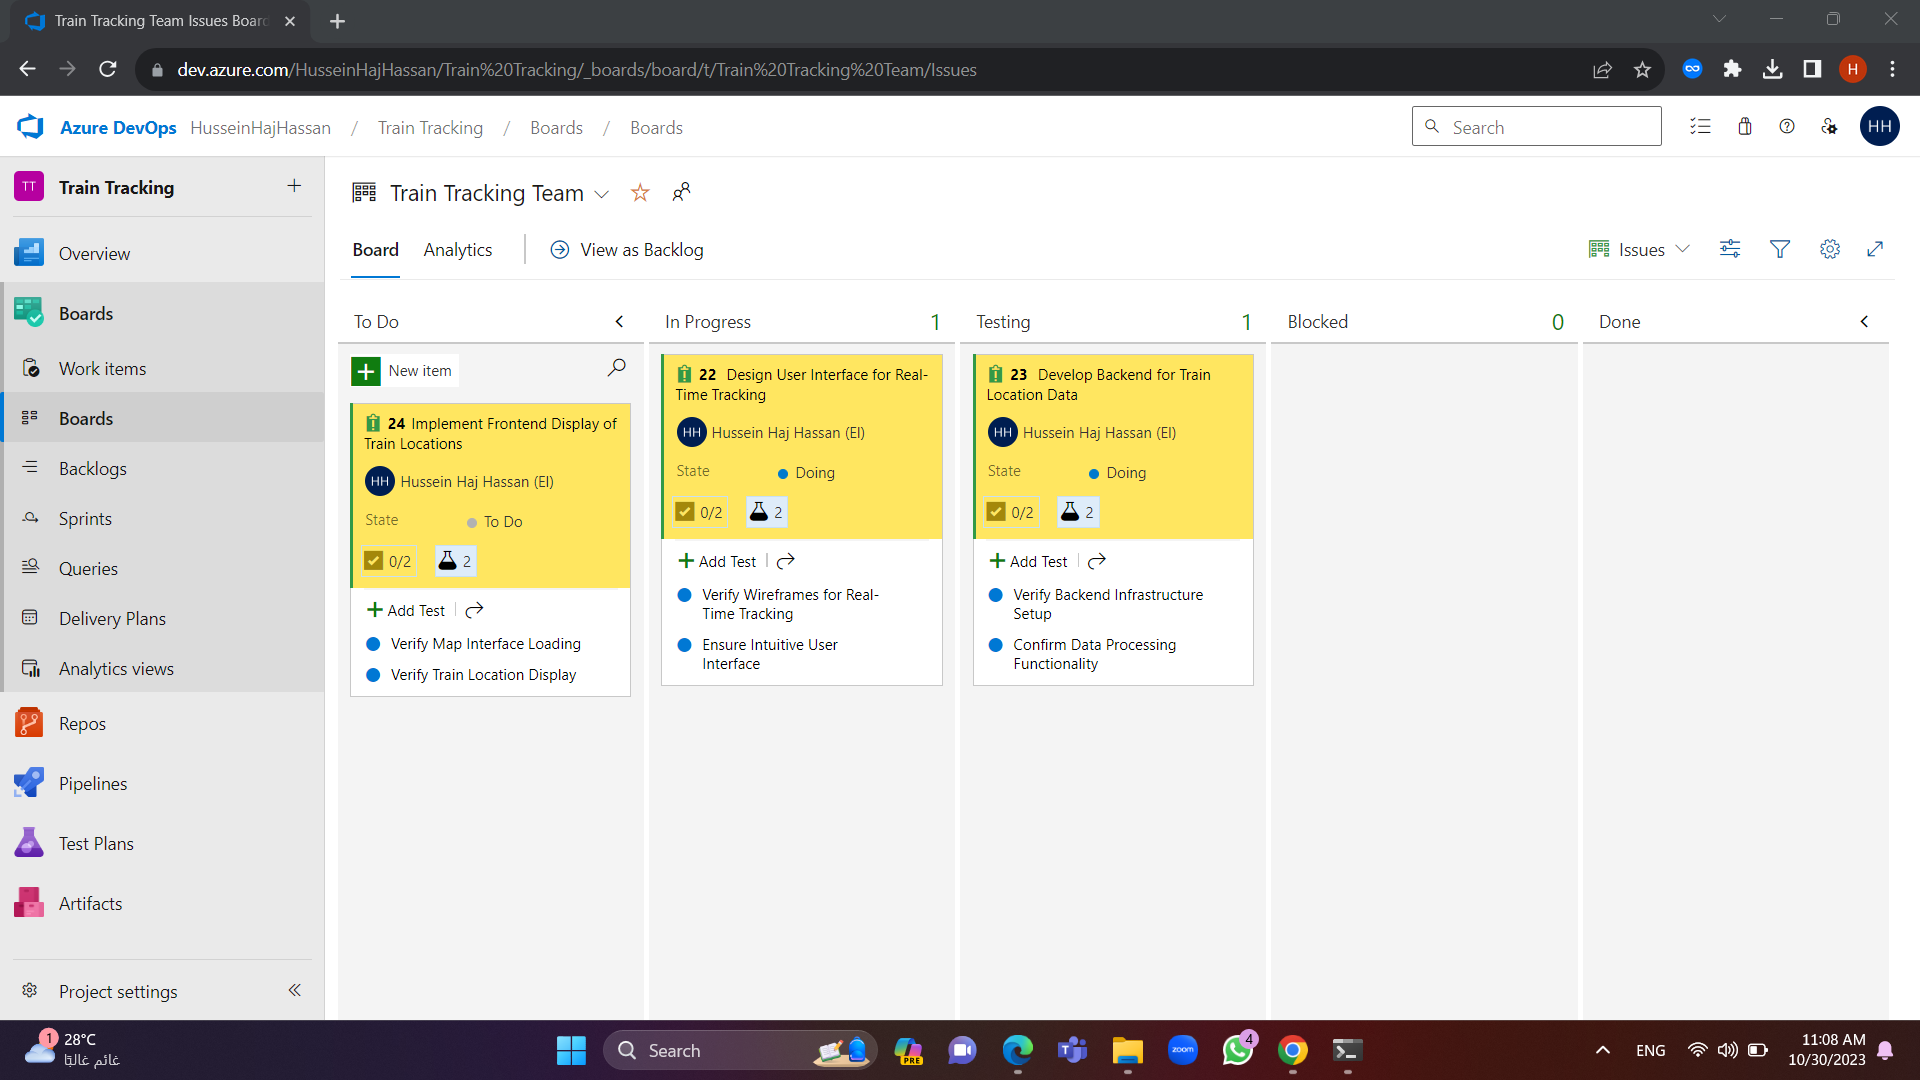 Train Tracking Team Issues Board
dev.azure.com/HusseinHajHassan/Train%20Tracking/_boards/board/t/Train%20Tracking%20Team/Issues
H
Azure DevOps HusseinHajHassan / Train Tracking / Boards / Boards
Search
HH
TT Train Tracking
Overview
Boards
Work items
Boards
Backlogs
Sprints
Queries
Delivery Plans
Analytics views
Repos
Pipelines
Test Plans
Artifacts
Project settings
Train Tracking Team
Board Analytics View as Backlog
Issues
To Do
New item
24 Implement Frontend Display of
Train Locations
HH Hussein Haj Hassan (EI)
State To Do
0/2 2
Add Test
Verify Map Interface Loading
Verify Train Location Display
In Progress 1
22 Design User Interface for Real-
Time Tracking
HH Hussein Haj Hassan (EI)
State Doing
0/2 2
Add Test
Verify Wireframes for Real-
Time Tracking
Ensure Intuitive User
Interface
Testing 1
23 Develop Backend for Train
Location Data
HH Hussein Haj Hassan (EI)
State Doing
0/2 2
Add Test
Verify Backend Infrastructure
Setup
Confirm Data Processing
Functionality
Blocked 0
Done
1
28°C
غائم غالبًا
Search
PRE
zoom
4
ENG
11:08 AM
10/30/2023